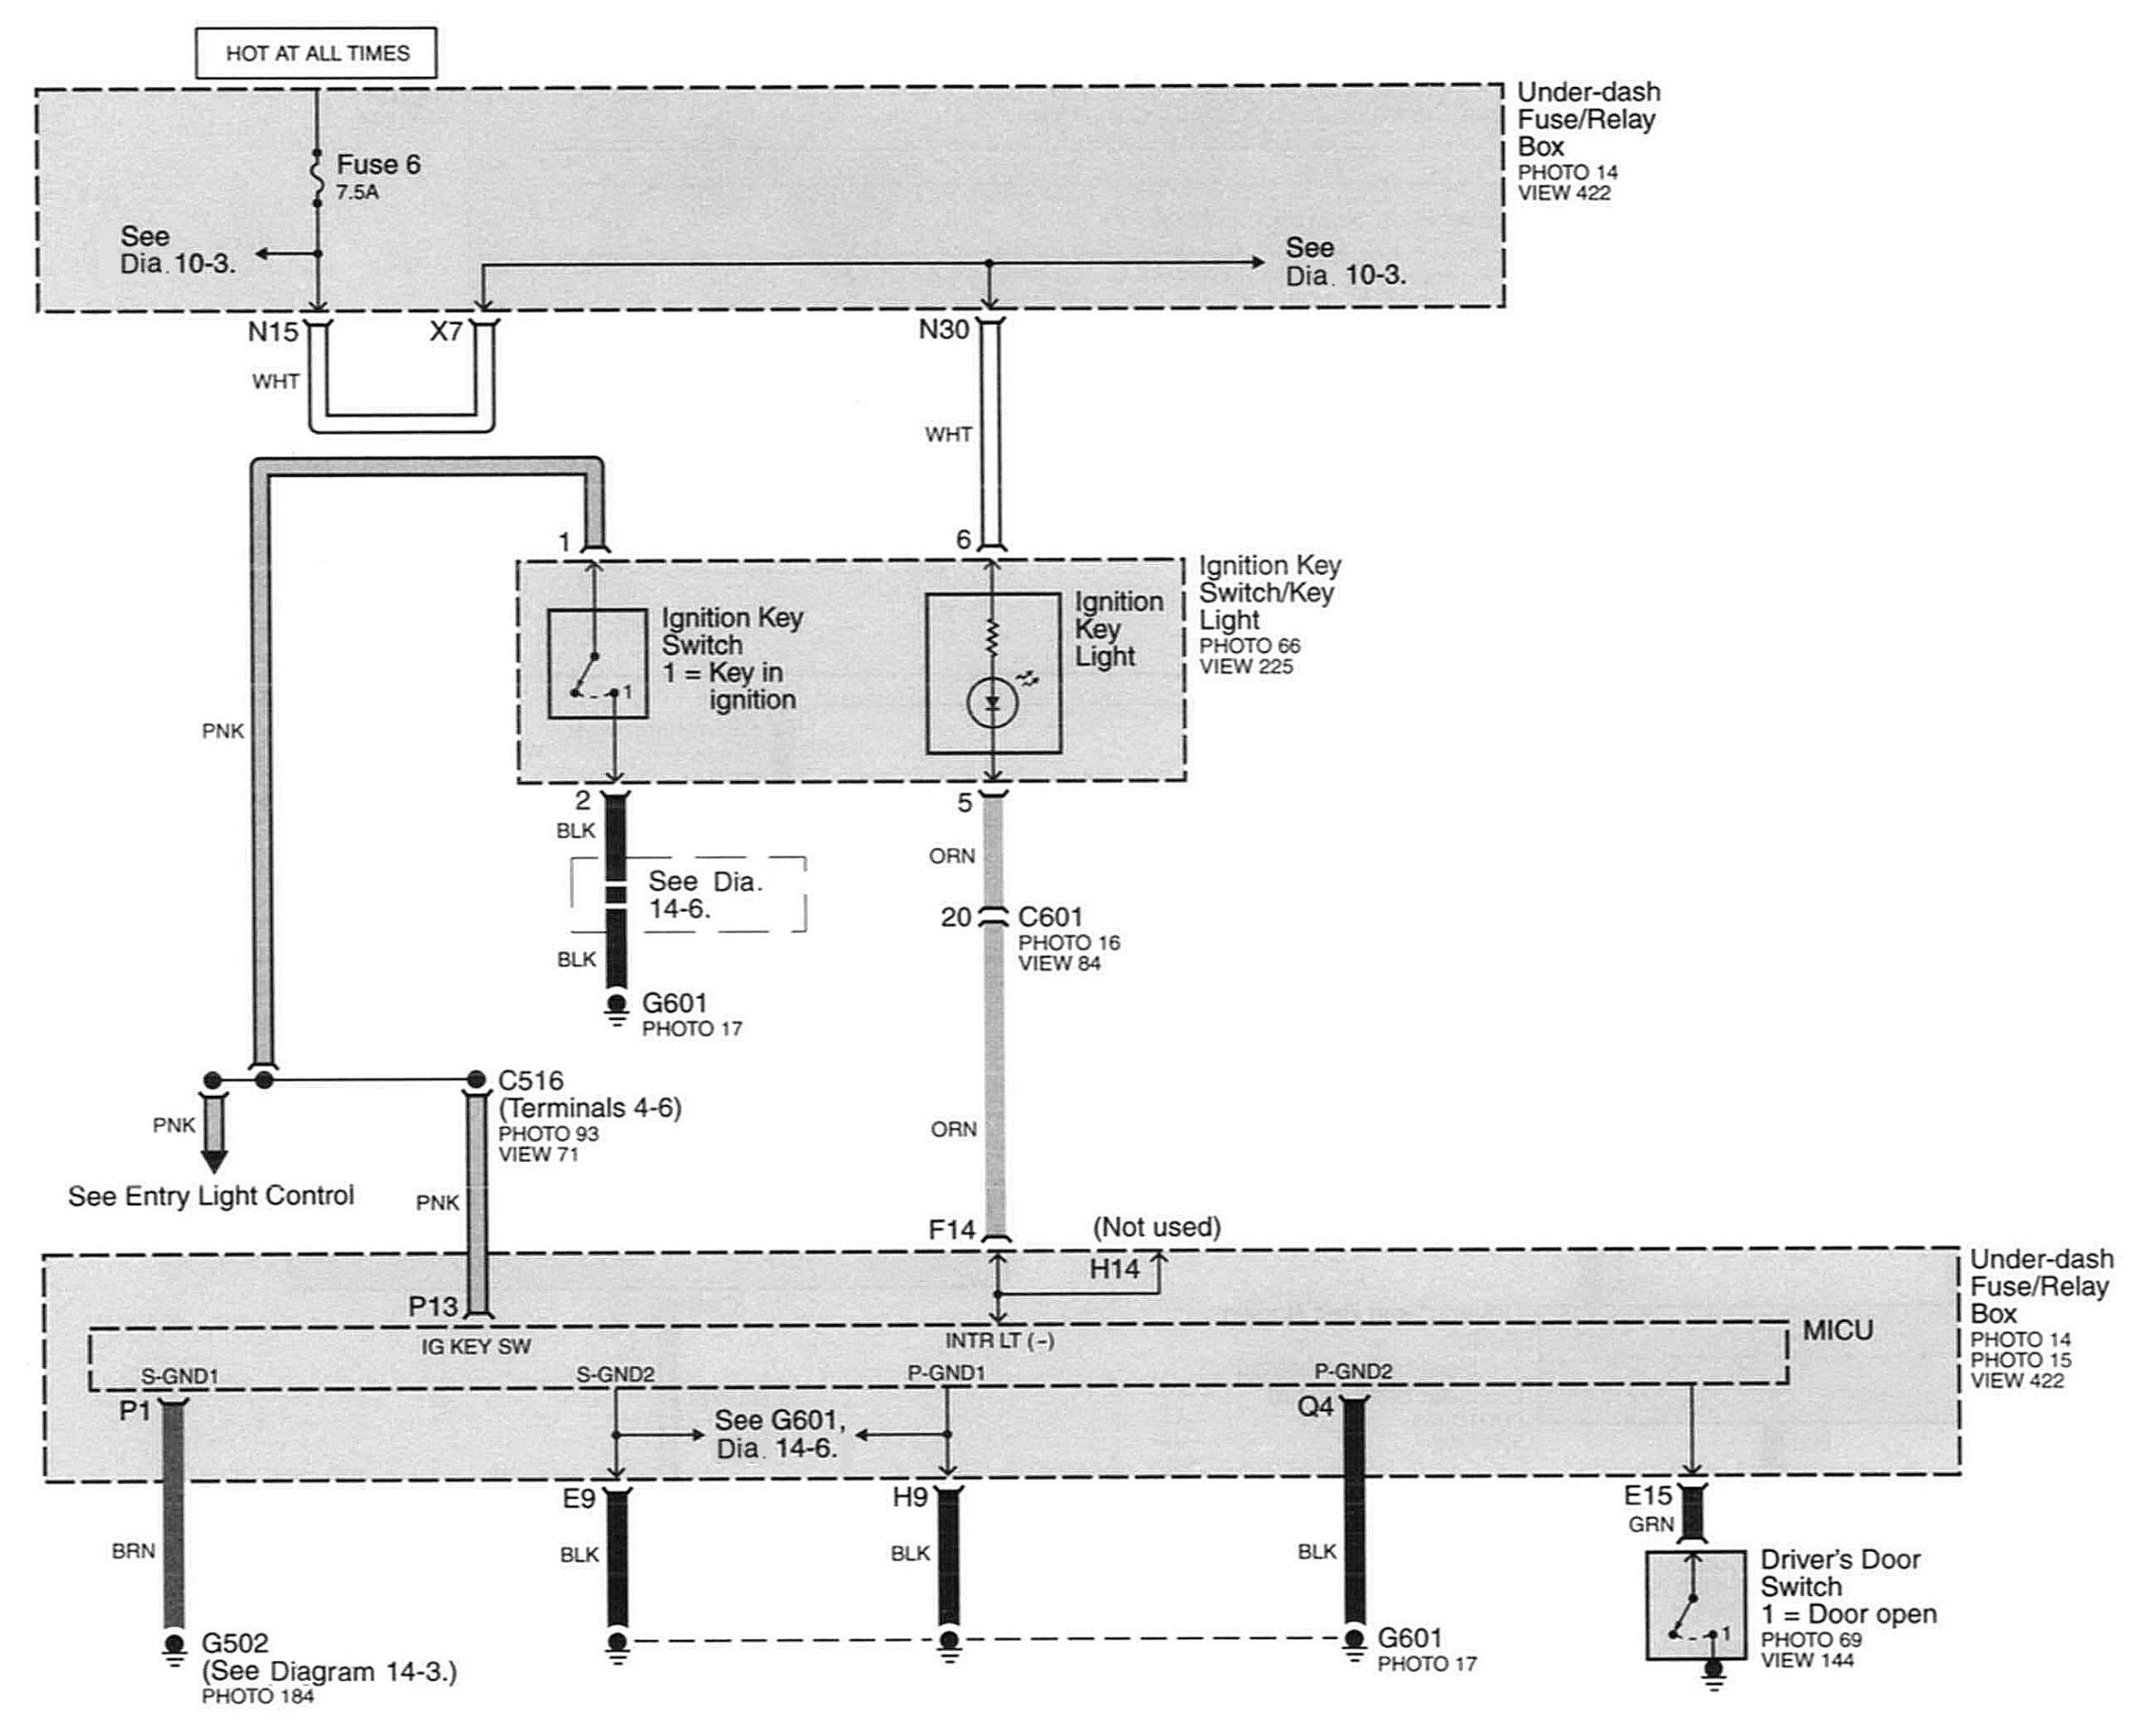 HOT AT ALL TIMES
Under-dash
Fuse/Relay
Box
PHOTO 14
VIEW 422
Fuse 6
7.5A
See
Dia. 10-3.
See
Dia. 10-3.
N15
X7
N30
WHT
WHT
1
6
Ignition Key
Switch/Key
Light
PHOTO 66
VIEW 225
Ignition Key
Switch
1 = Key in
ignition
1
Ignition
Key
Light
PNK
2
5
BLK
ORN
See Dia.
14-6.
20
C601
PHOTO 16
VIEW 84
BLK
G601
PHOTO 17
C516
(Terminals 4-6)
PHOTO 93
VIEW 71
PNK
ORN
See Entry Light Control
PNK
F14
(Not used)
H14
Under-dash
Fuse/Relay
Box
PHOTO 14
PHOTO 15
VIEW 422
P13
MICU
IG KEY SW
INTR LT (-)
S-GND1
S-GND2
P-GND1
P-GND2
P1
See G601,
Dia. 14-6.
Q4
E9
H9
E15
GRN
BRN
BLK
BLK
BLK
Driver's Door
Switch
1 = Door open
PHOTO 69
VIEW 144
1
G502
(See Diagram 14-3.)
PHOTO 184
G601
PHOTO 17